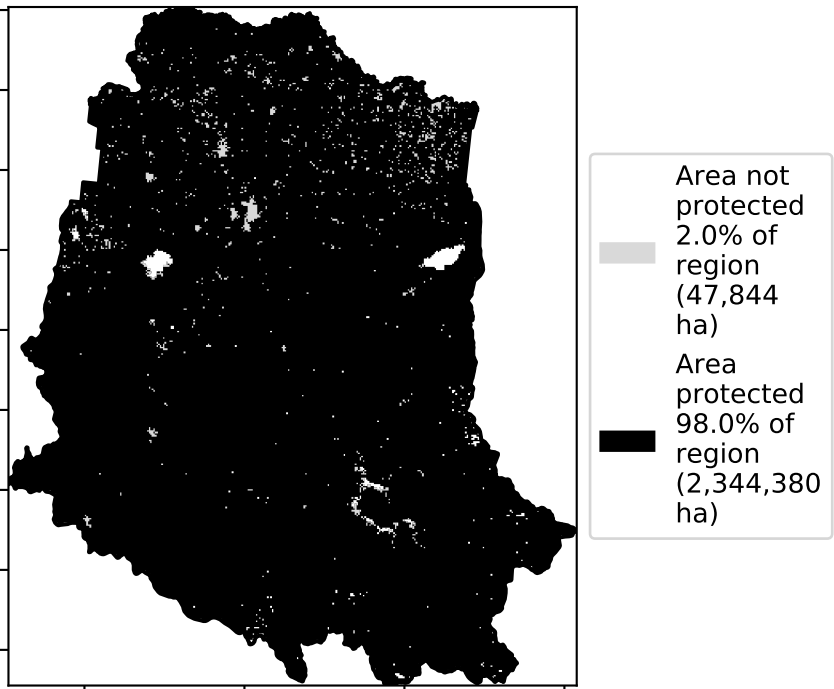 Area not
protected
2.0% of
region
(47,844
ha)
Area
protected
98.0% of
region
(2,344,380
ha)